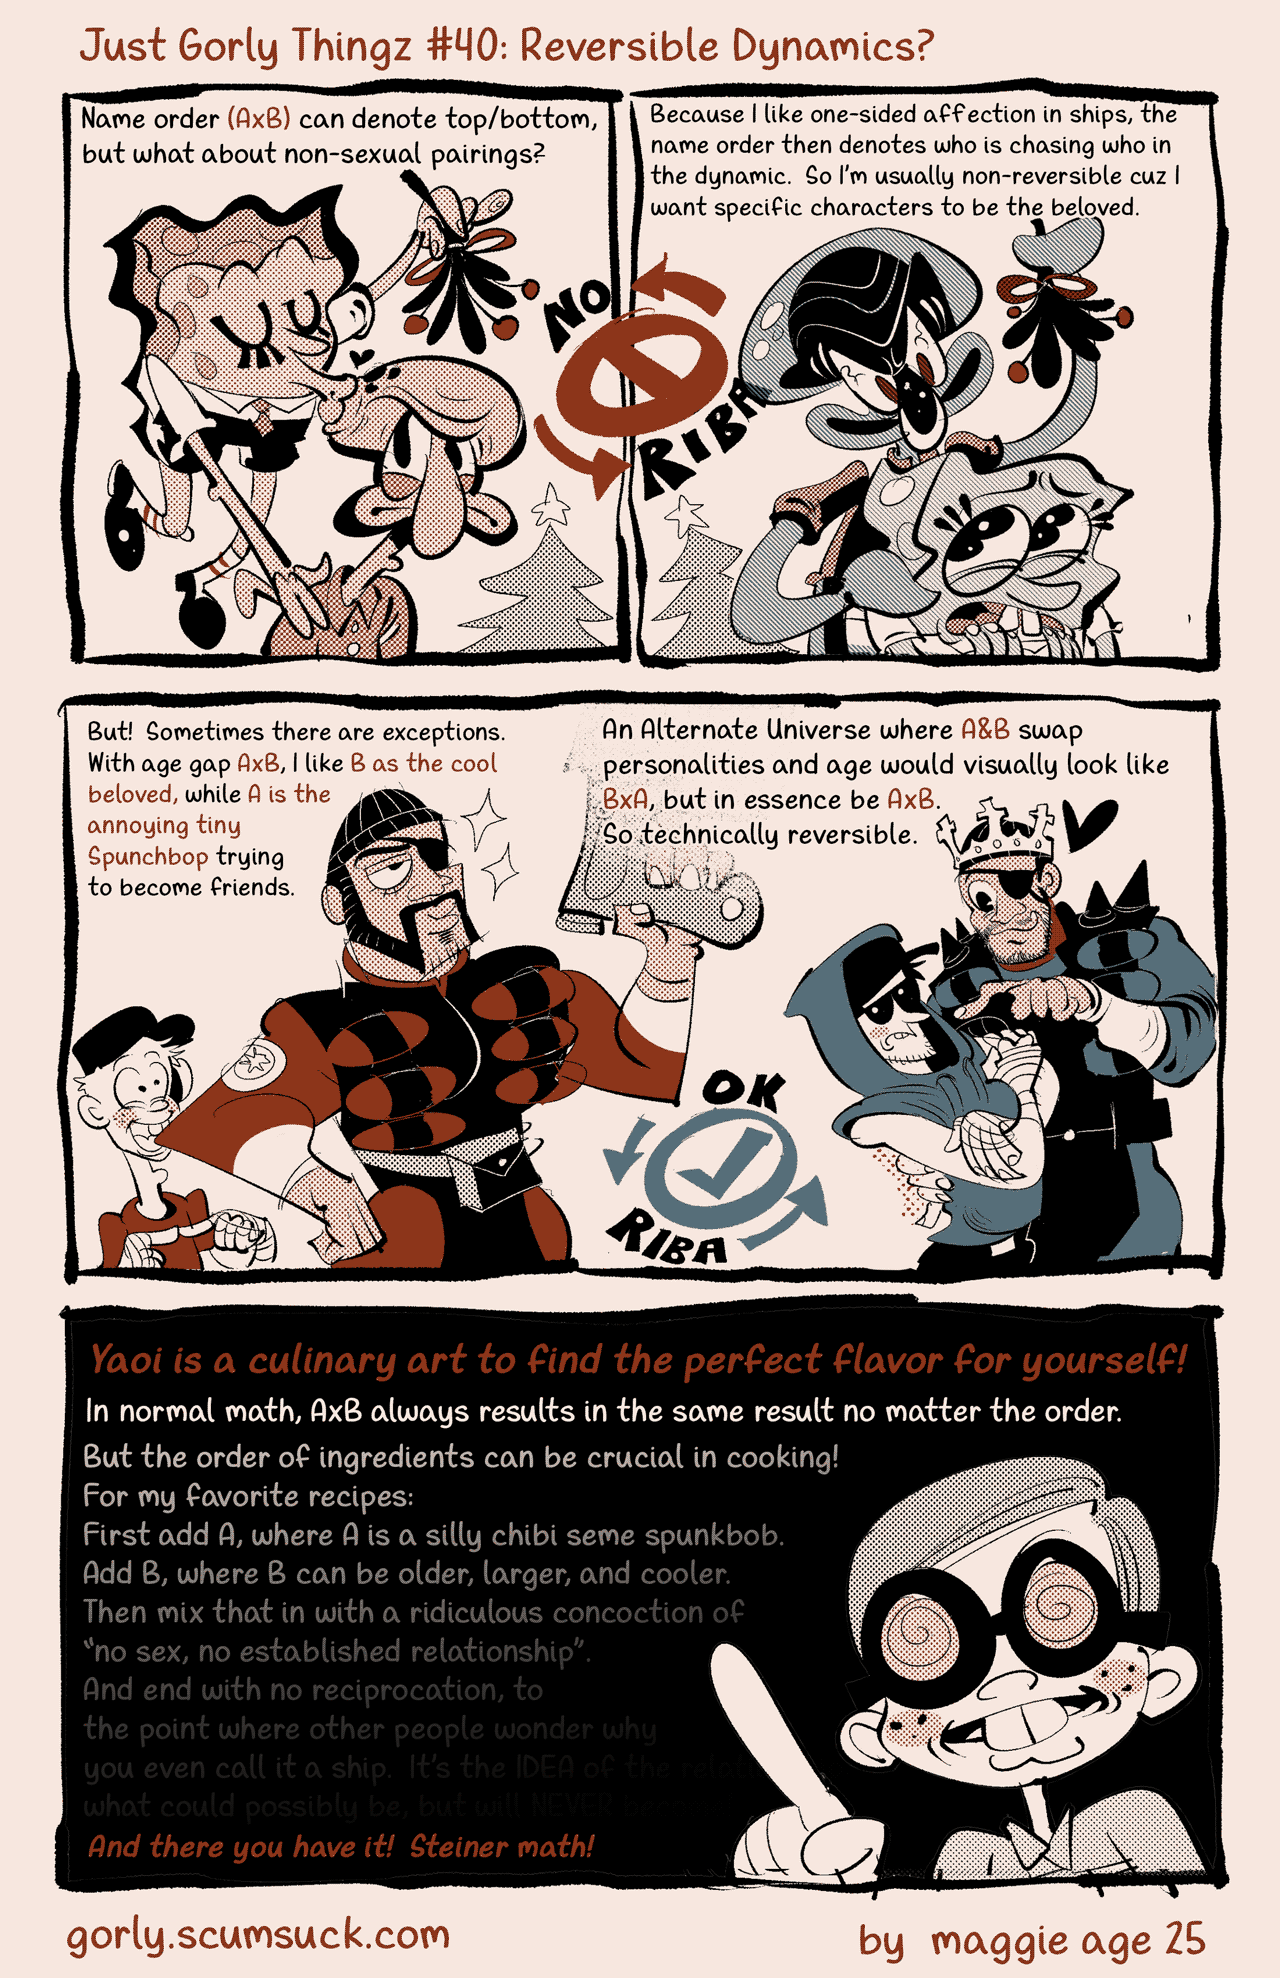 Just Gorly Thingz #40: Reversible Dynamics?
Name order (AxB) can denote top/bottom,
but what about non-sexual pairings?
Because I like one-sided affection in ships, the
name order then denotes who is chasing who in
the dynamic. So I'm usually non-reversible cuz I
want specific characters to be the beloved.
NO
RIBA
But! Sometimes there are exceptions.
With age gap AxB, I like B as the cool
beloved, while A is the
annoying tiny
Spunchbop trying
to become friends.
An Alternate Universe where A&B swap
personalities and age would visually look like
BxA, but in essence be AxB.
So technically reversible.
OK
RIBA
Yaoi is a culinary art to find the perfect flavor for yourself!
In normal math, AxB always results in the same result no matter the order.
But the order of ingredients can be crucial in cooking!
For my favorite recipes:
First add A, where A is a silly chibi seme spunkbob.
Add B, where B can be older, larger, and cooler.
Then mix that in with a ridiculous concoction of
"no sex, no established relationship".
And end with no reciprocation, to
the point where other people wonder why
you even call it a ship. It's the IDEA of the
what could possibly be, but will NEVER
And there you have it! Steiner math!
gorly.scumsuck.com
by maggie age 25